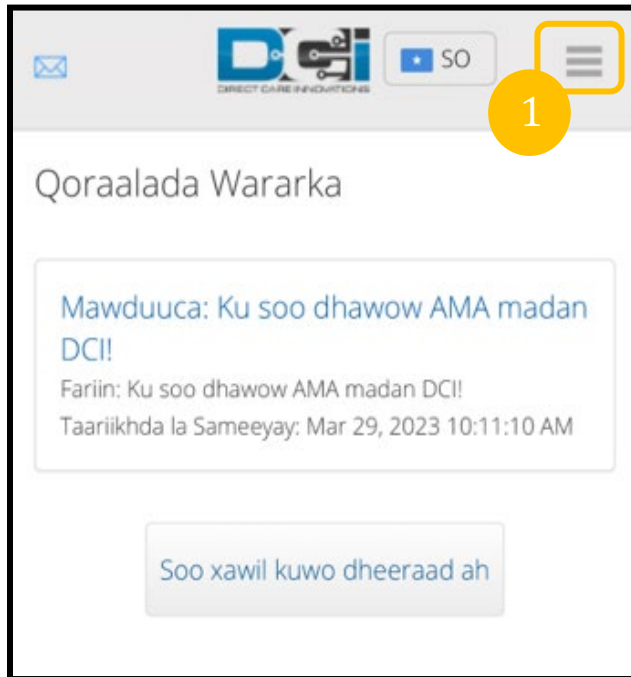 DCI
DIRECT CARE INNOVATIONS
SO
1
Qoraalada Wararka
Mawduuca: Ku soo dhawow AMA madan
DCI!
Fariin: Ku soo dhawow AMA madan DCI!
Taariikhda la Sameeyay: Mar 29, 2023 10:11:10 AM
Soo xawil kuwo dheeraad ah